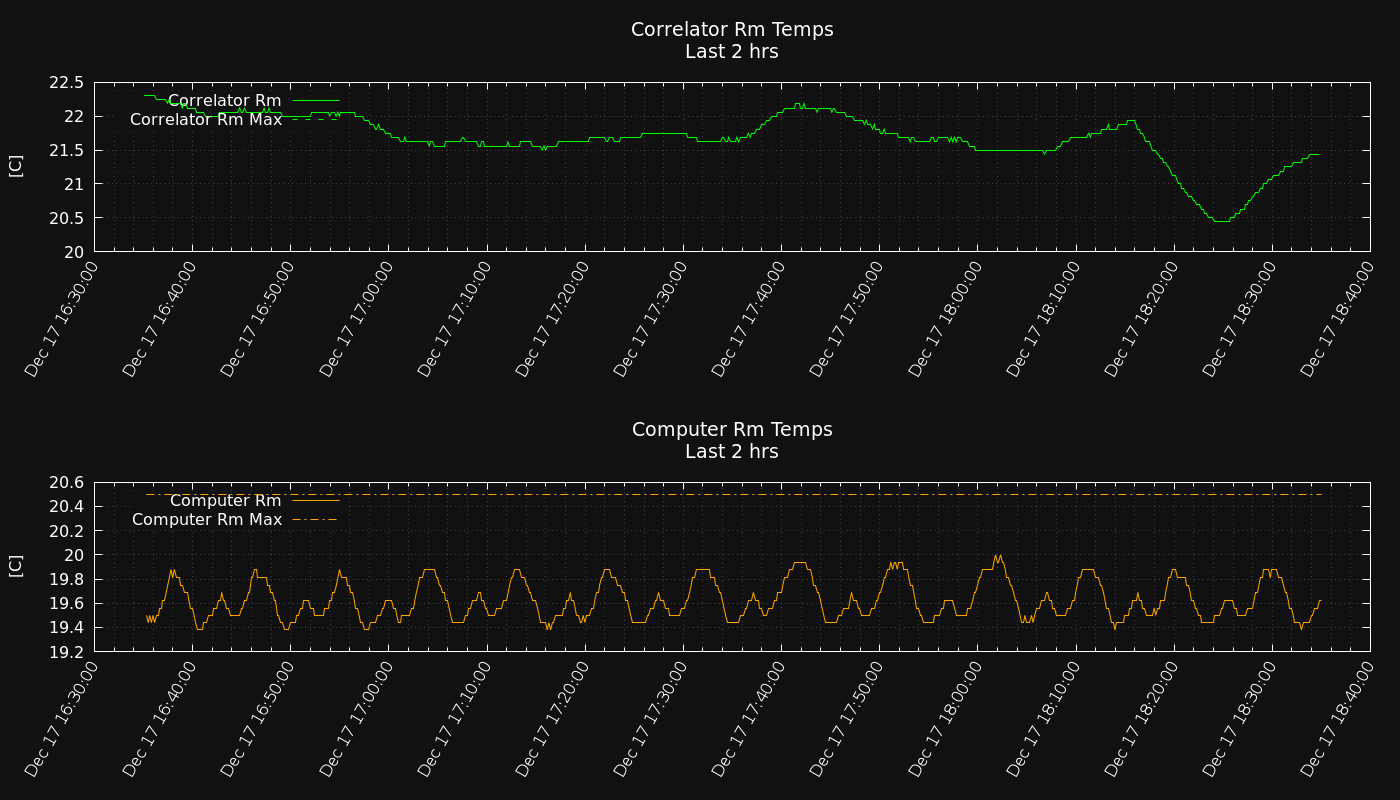 Correlator Rm Temps
Last 2 hrs
22.5
22
21.5
21
20.5
20
[C]
Correlator Rm
Correlator Rm Max
Dec 17 16:30:00
Dec 17 16:40:00
Dec 17 16:50:00
Dec 17 17:00:00
Dec 17 17:10:00
Dec 17 17:20:00
Dec 17 17:30:00
Dec 17 17:40:00
Dec 17 17:50:00
Dec 17 18:00:00
Dec 17 18:10:00
Dec 17 18:20:00
Dec 17 18:30:00
Dec 17 18:40:00
Computer Rm Temps
Last 2 hrs
20.6
20.4
20.2
20
19.8
19.6
19.4
19.2
[C]
Computer Rm
Computer Rm Max
Dec 17 16:30:00
Dec 17 16:40:00
Dec 17 16:50:00
Dec 17 17:00:00
Dec 17 17:10:00
Dec 17 17:20:00
Dec 17 17:30:00
Dec 17 17:40:00
Dec 17 17:50:00
Dec 17 18:00:00
Dec 17 18:10:00
Dec 17 18:20:00
Dec 17 18:30:00
Dec 17 18:40:00